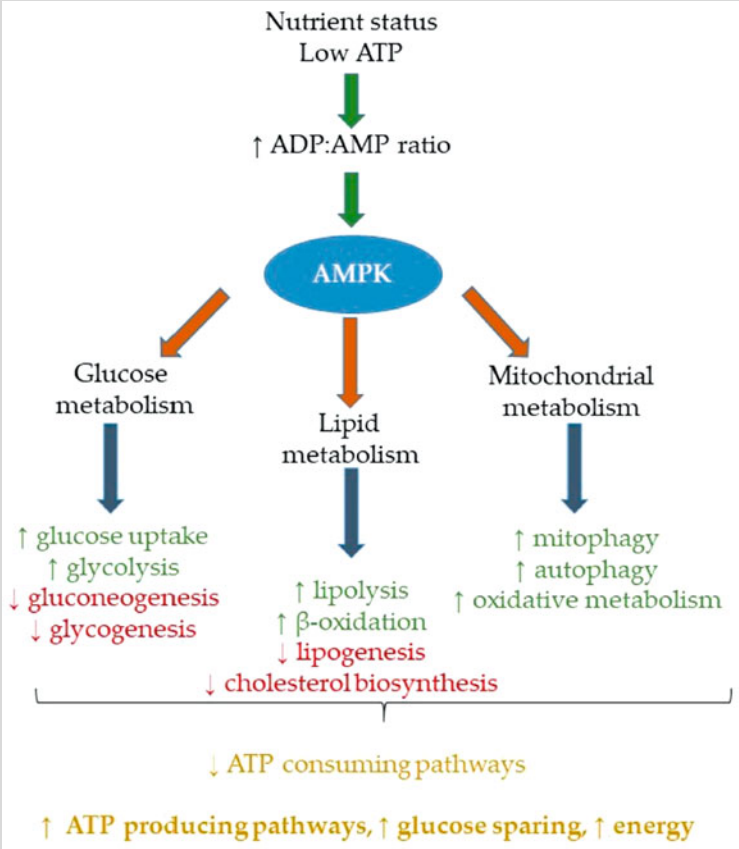 Nutrient status
Low ATP
↑ ADP:AMP ratio
AMPK
Glucose
metabolism
↑ glucose uptake
↑ glycolysis
↓ gluconeogenesis
↓ glycogenesis
Lipid
metabolism
↑ lipolysis
↑ β-oxidation
↓ lipogenesis
↓ cholesterol biosynthesis
Mitochondrial
metabolism
↑ mitophagy
↑ autophagy
↑ oxidative metabolism
↓ ATP consuming pathways
↑ ATP producing pathways, ↑ glucose sparing, ↑ energy